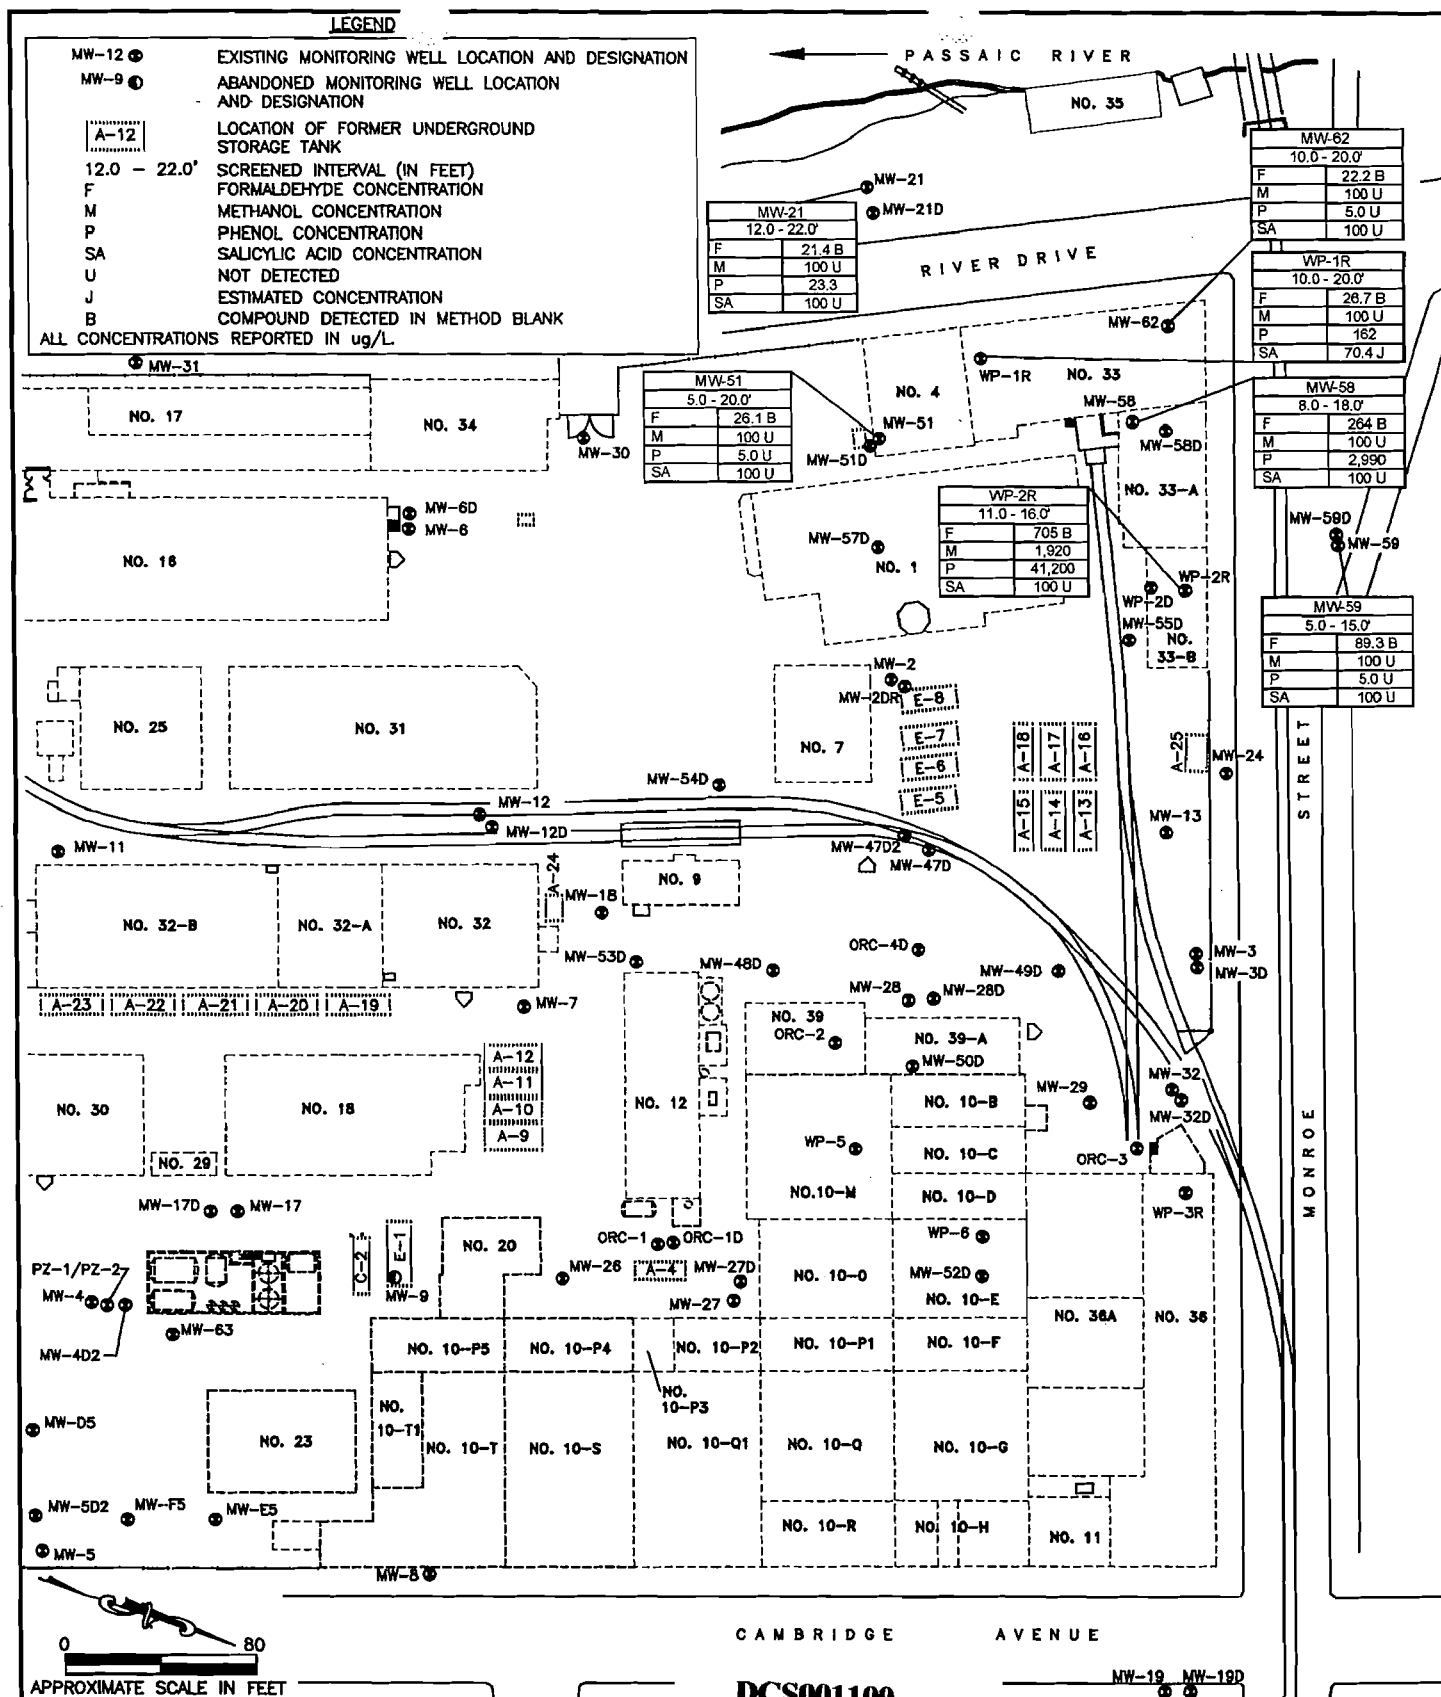 LEGEND
MW-12 EXISTING MONITORING WELL LOCATION AND DESIGNATION
MW-9 ABANDONED MONITORING WELL LOCATION
AND DESIGNATION
A-12 LOCATION OF FORMER UNDERGROUND
STORAGE TANK
12.0 - 22.0' SCREENED INTERVAL (IN FEET)
F FORMALDEHYDE CONCENTRATION
M METHANOL CONCENTRATION
P PHENOL CONCENTRATION
SA SALICYLIC ACID CONCENTRATION
U NOT DETECTED
J ESTIMATED CONCENTRATION
B COMPOUND DETECTED IN METHOD BLANK
ALL CONCENTRATIONS REPORTED IN ug/L
PASSAIC RIVER
NO. 35
MW-62
10.0 - 20.0'
F 22.2 B
M 100 U
P 5.0 U
SA 100 U
MW-21
MW-21D
MW-21
12.0 - 22.0'
F 21.4 B
M 100 U
P 23.3
SA 100 U
RIVER DRIVE
WP-1R
10.0 - 20.0'
F 26.7 B
M 100 U
P 162
SA 70.4 J
MW-62
MW-31
WP-1R
NO. 33
NO. 4
MW-51
5.0 - 20.0'
F 26.1 B
M 100 U
P 5.0 U
SA 100 U
MW-58
8.0 - 18.0'
F 264 B
M 100 U
P 2,990
SA 100 U
NO. 17
NO. 34
MW-30
MW-51
MW-51D
MW-58
MW-58D
NO. 33-A
WP-2R
11.0 - 16.0'
F 705 B
M 1,920
P 41,200
SA 100 U
MW-6D
MW-6
MW-59D
MW-59
NO. 16
MW-57D
NO. 1
WP-2R
WP-2D
MW-55D
NO.
33-B
MW-59
5.0 - 15.0'
F 89.3 B
M 100 U
P 5.0 U
SA 100 U
MW-2
MW-2DR
E-8
E-7
E-6
E-5
NO. 25
NO. 31
NO. 7
A-18
A-17
A-16
A-15
A-14
A-13
A-25
MW-24
STREET
MW-54D
MW-12
MW-12D
MW-13
MW-11
MW-47D2
MW-47D
A-24
NO. 9
MW-18
NO. 32-B
NO. 32-A
NO. 32
ORC-4D
MW-53D
MW-48D
MW-49D
MW-3
MW-3D
A-23
A-22
A-21
A-20
A-19
MW-7
MW-28
MW-28D
NO. 39
ORC-2
NO. 39-A
MW-50D
A-12
A-11
A-10
A-9
NO. 30
NO. 18
NO. 12
NO. 10-B
MW-29
MW-32
MW-32D
NO. 29
WP-5
NO. 10-C
ORC-3
MONROE
NO.10-M
NO. 10-D
MW-17D
MW-17
WP-3R
C-2
E-1
NO. 20
ORC-1
ORC-1D
WP-6
PZ-1/PZ-2
MW-4
MW-9
MW-26
A-4
MW-27D
MW-27
NO. 10-O
MW-52D
NO. 10-E
NO. 36A
NO. 36
MW-63
MW-4D2
NO. 10-P5
NO. 10-P4
NO. 10-P2
NO. 10-P1
NO. 10-F
NO.
10-P3
NO.
10-T1
MW-D5
NO. 23
NO. 10-T
NO. 10-S
NO. 10-Q1
NO. 10-Q
NO. 10-G
MW-5D2
MW-F5
MW-E5
NO. 10-R
NO. 10-H
NO. 11
MW-5
MW-8
0 80
APPROXIMATE SCALE IN FEET
CAMBRIDGE AVENUE
MW-19 MW-19D